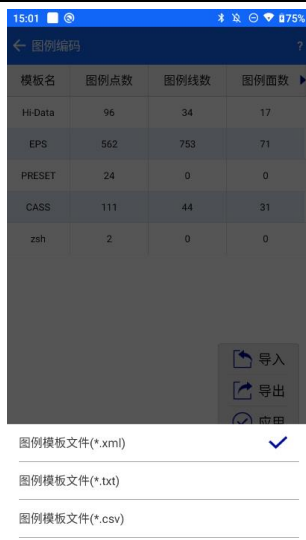 15:01 75%
图例编码 ?
模板名 图例点数 图例线数 图例面数
Hi-Data 96 34 17
EPS 562 753 71
PRESET 24 0 0
CASS 111 44 31
zsh 2 0 0
导入
导出
应用
图例模板文件(*.xml)
图例模板文件(*.txt)
图例模板文件(*.csv)